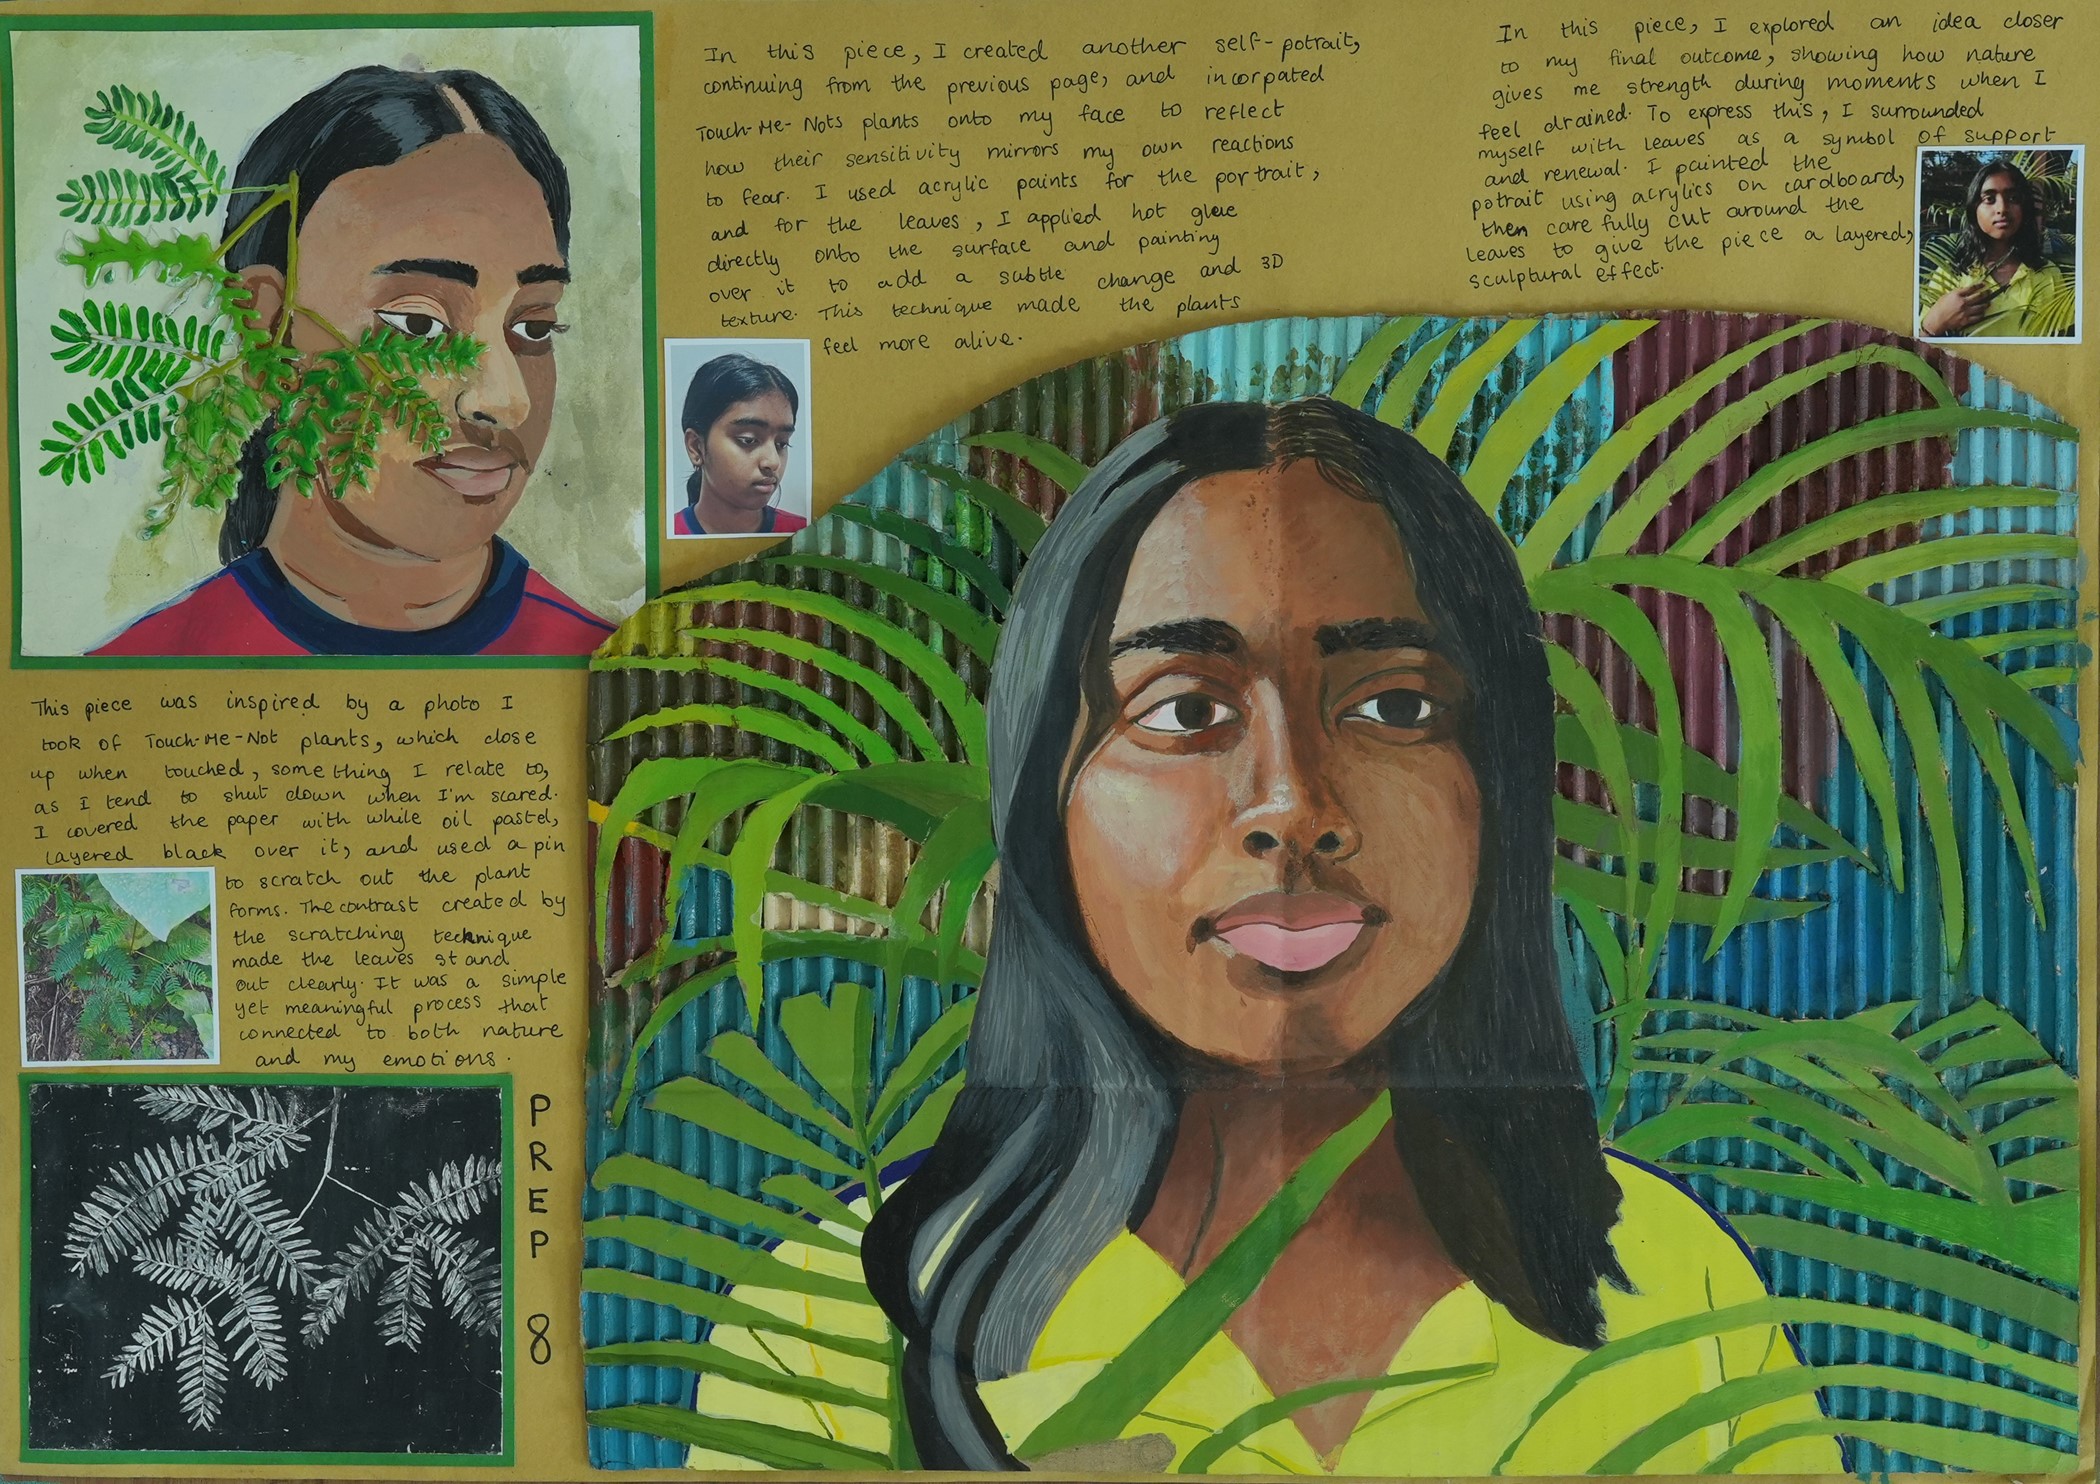 In this piece, I created another self-potrait,
continuing from the previous page, and incorpated
Touch-Me-Nots plants onto my face to reflect
how their sensitivity mirrors my own reactions
to fear. I used acrylic paints for the portrait,
and for the leaves, I applied hot glue
directly onto the surface and painting
over it to add a subtle change and 3D
texture. This technique made the plants
feel more alive.
In this piece, I explored an idea closer
to my final outcome, showing how nature
gives me strength during moments when I
feel drained. To express this, I surrounded
myself with leaves as a symbol of support
and renewal. I painted the
potrait using acrylics on cardboard,
then carefully cut around the
leaves to give the piece a layered,
sculptural effect.
This piece was inspired by a photo I
took of Touch-Me-Not plants, which close
up when touched, something I relate to,
as I tend to shut down when I'm scared.
I covered the paper with while oil pastel,
layered black over it, and used a pin
to scratch out the plant
forms. The contrast created by
the scratching technique
made the leaves stand
out clearly. It was a simple
yet meaningful process that
connected to both nature
and my emotions.
PREP 8